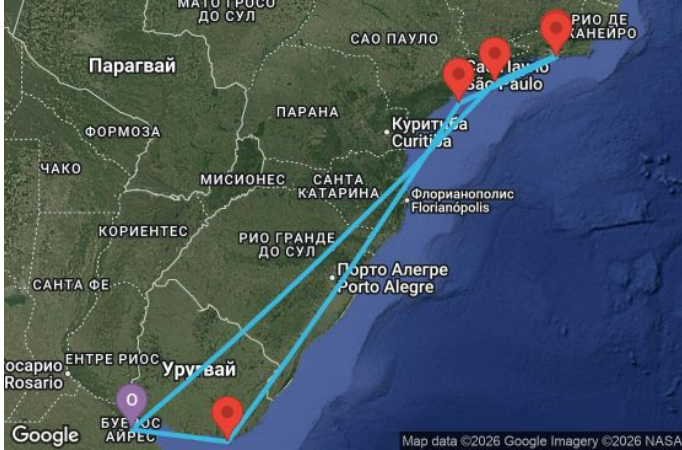 МАТО ГРОСО
ДО СУЛ
РИО ДЕ
САО ПАУЛО
Парагвай
São Paulo
ПАРАНА
ФОРМОЗА
Куритиба
Curitiba
ЧАКО
МИСИОНЕС
САНТА
КАТАРИНА
Флорианополис
Florianópolis
КОРИЕНТЕС
РИО ГРАНДЕ
ДО СУЛ
Порто Алегре
Porto Alegre
САНТА ФЕ
ЕНТРЕ РИОС
Rosario
Уругвай
O
АЙРЕС
Google
Map data ©2026 Google Imagery ©2026 NASA